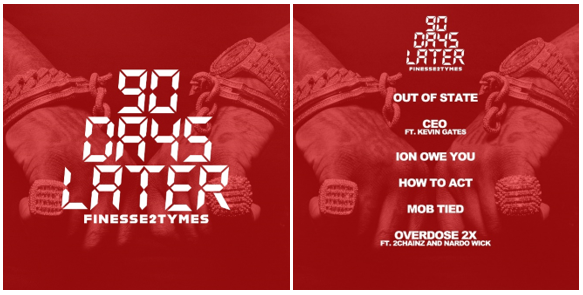 90
DAYS
LATER
FINESSE2TYMES
90
DAYS
LATER
FINESSE2TYMES
OUT OF STATE
CEO
FT. KEVIN GATES
ION OWE YOU
HOW TO ACT
MOB TIED
OVERDOSE 2X
FT. 2CHAINZ AND NARDO WICK